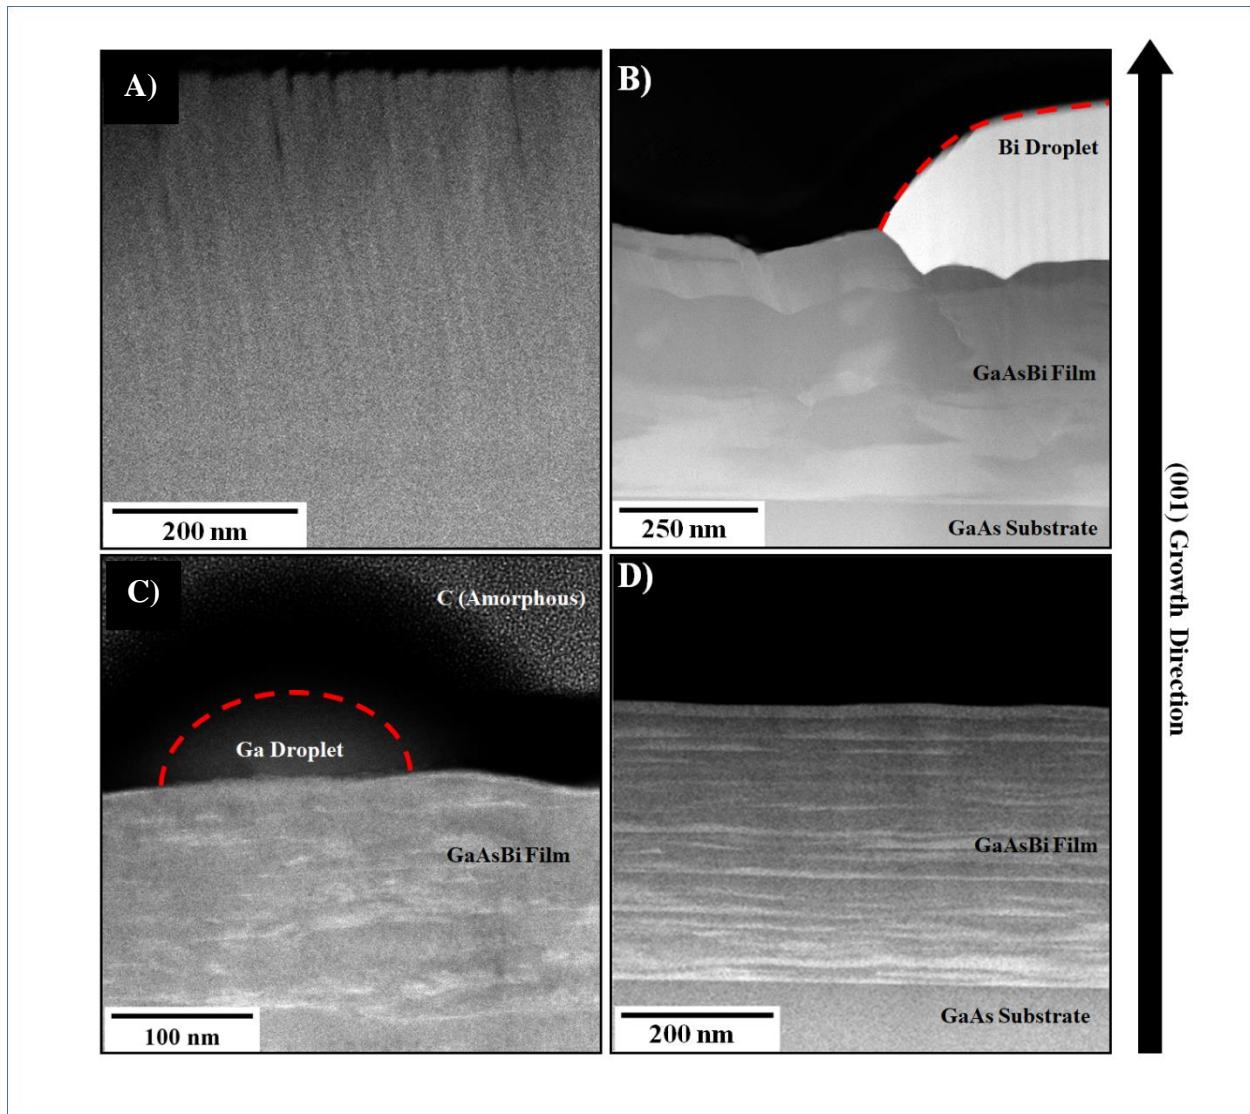 A)
200 nm
B)
Bi Droplet
GaAsBi Film
250 nm
GaAs Substrate
C)
C (Amorphous)
Ga Droplet
GaAsBi Film
100 nm
D)
GaAsBi Film
200 nm
GaAs Substrate
(001) Growth Direction